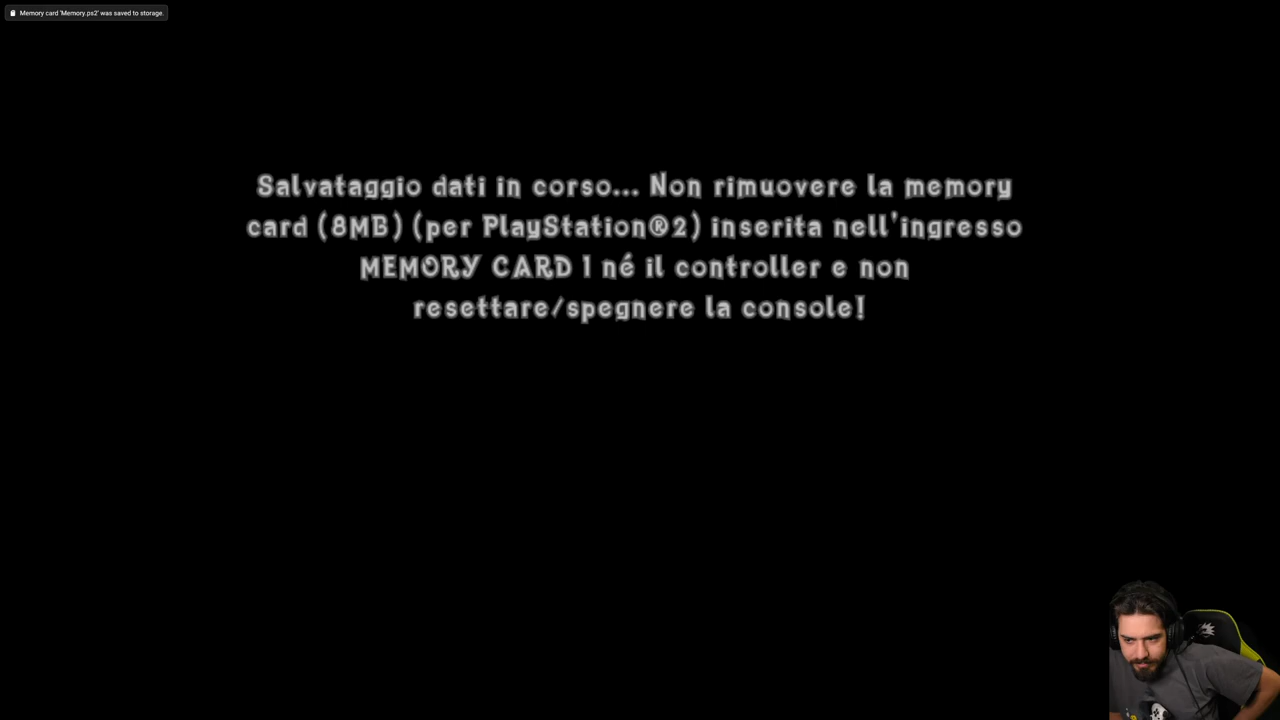 Memory card 'Memory.ps2' was saved to storage.
Salvataggio dati in corso... Non rimuovere la memory
card (8MB) (per PlayStation®2) inserita nell'ingresso
MEMORY CARD 1 né il controller e non
resettare/spegnere la console!